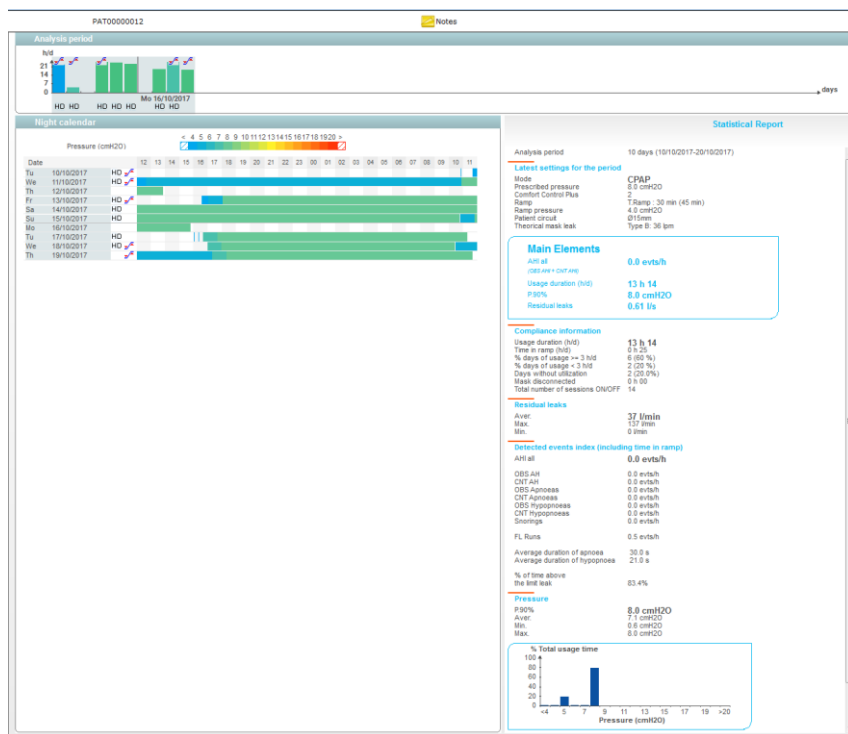 PAT00000012 Notes
Analysis period
h/d
21
14
7
0
days
Mo 16/10/2017
HD HD HD HD HD HD HD
Night calendar
Pressure (cmH2O)
< 4 5 6 7 8 9 10 11 12 13 14 15 16 17 18 19 20 >
Date 12 13 14 15 16 17 18 19 20 21 22 23 00 01 02 03 04 05 06 07 08 09 10 11
Tu 10/10/2017 HD
We 11/10/2017 HD
Th 12/10/2017
Fr 13/10/2017 HD
Sa 14/10/2017 HD
Su 15/10/2017 HD
Mo 16/10/2017
Tu 17/10/2017 HD
We 18/10/2017 HD
Th 19/10/2017
Statistical Report
Analysis period 10 days (10/10/2017-20/10/2017)
Latest settings for the period
Mode CPAP
Prescribed pressure 8.0 cmH2O
Comfort Control Plus 2
Ramp T.Ramp : 30 min (45 min)
Ramp pressure 4.0 cmH2O
Patient circuit Ø15mm
Theorical mask leak Type B: 36 lpm
Main Elements
AHI all 0.0 evts/h
(OBS AHI + CNT AHI)
Usage duration (h/d) 13 h 14
P.90% 8.0 cmH2O
Residual leaks 0.61 l/s
Compliance information
Usage duration (h/d) 13 h 14
Time in ramp (h/d) 0 h 25
% days of usage >= 3 h/d 6 (60 %)
% days of usage < 3 h/d 2 (20 %)
Days without utilization 2 (20.0%)
Mask disconnected 0 h 00
Total number of sessions ON/OFF 14
Residual leaks
Aver. 37 l/min
Max. 137 l/min
Min. 0 l/min
Detected events index (including time in ramp)
AHI all 0.0 evts/h
OBS AH 0.0 evts/h
CNT AH 0.0 evts/h
OBS Apnoeas 0.0 evts/h
CNT Apnoeas 0.0 evts/h
OBS Hypopnoeas 0.0 evts/h
CNT Hypopnoeas 0.0 evts/h
Snorings 0.0 evts/h
FL Runs 0.5 evts/h
Average duration of apnoea 30.0 s
Average duration of hypopnoea 21.0 s
% of time above
the limit leak 83.4%
Pressure
P.90% 8.0 cmH2O
Aver. 7.1 cmH2O
Min. 0.6 cmH2O
Max. 8.0 cmH2O
% Total usage time
100
80
60
40
20
0
<4 5 7 9 11 13 15 17 19 >20
Pressure (cmH2O)